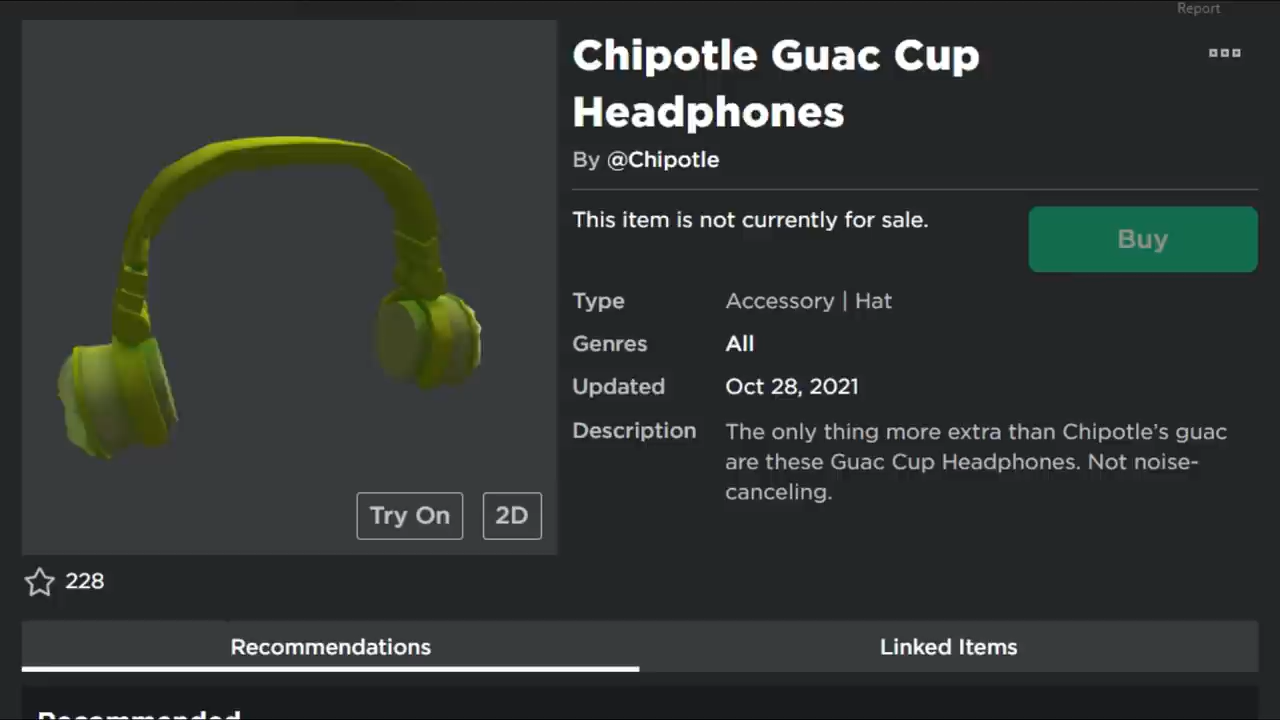 Report
Chipotle Guac Cup
Headphones
By @Chipotle
This item is not currently for sale.
Buy
Type Accessory | Hat
Genres All
Updated Oct 28, 2021
Description The only thing more extra than Chipotle's guac
are these Guac Cup Headphones. Not noise-
canceling.
Try On 2D
228
Recommendations Linked Items
Recommended